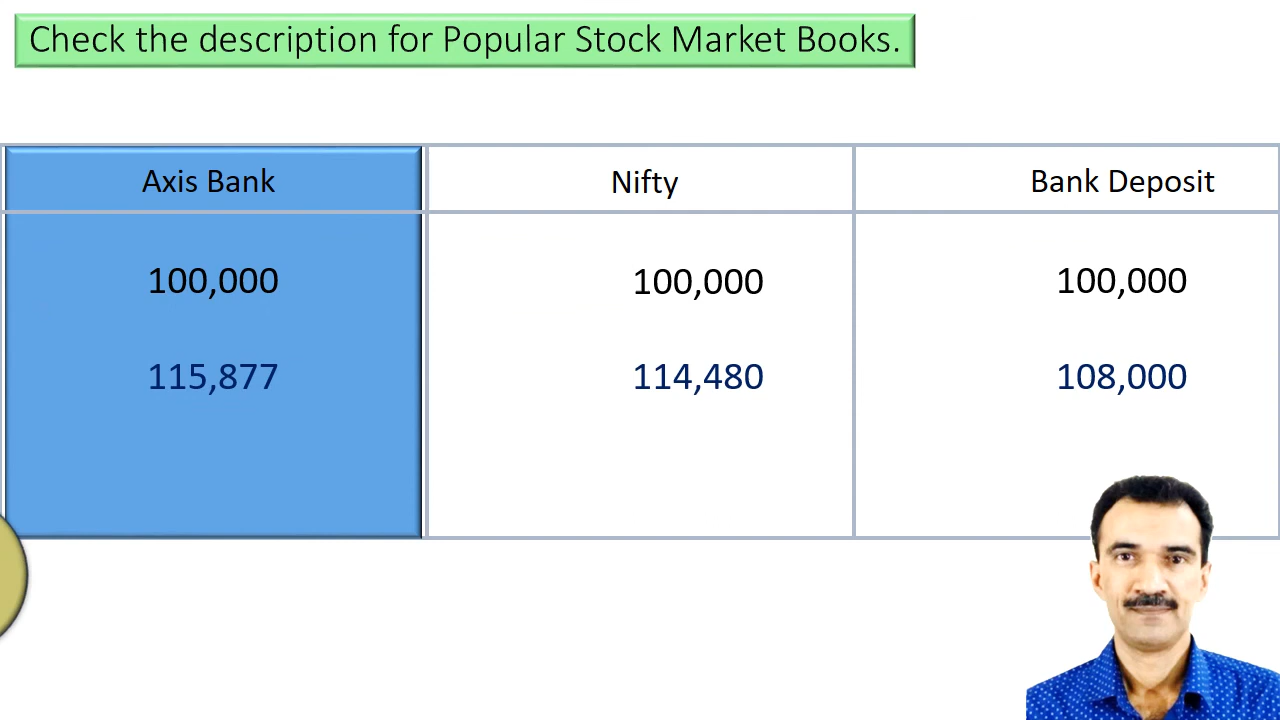 Check the description for Popular Stock Market Books.
Axis Bank Nifty Bank Deposit
100,000 100,000 100,000
115,877 114,480 108,000